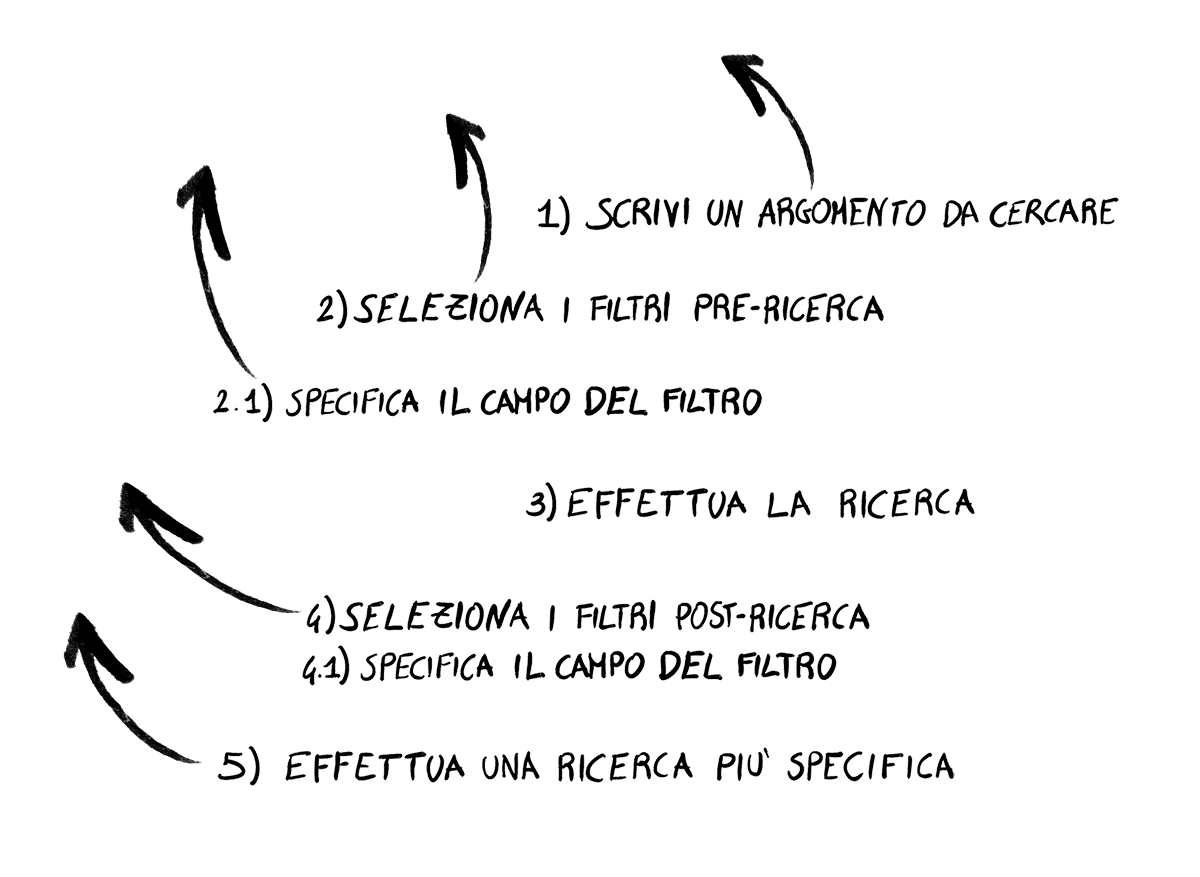 1) SCRIVI UN ARGOMENTO DA CERCARE
2) SELEZIONA I FILTRI PRE-RICERCA
2.1) SPECIFICA IL CAMPO DEL FILTRO
3) EFFETTUA LA RICERCA
4) SELEZIONA I FILTRI POST-RICERCA
4.1) SPECIFICA IL CAMPO DEL FILTRO
5) EFFETTUA UNA RICERCA PIU' SPECIFICA